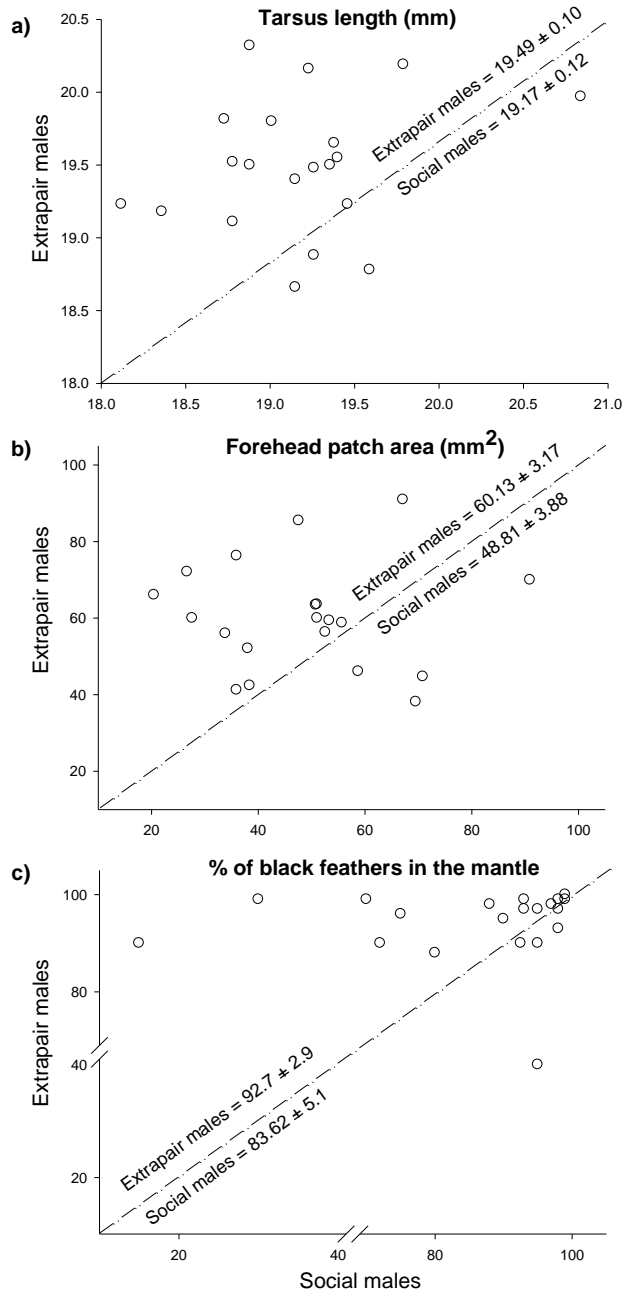 a)
Tarsus length (mm)
20.5
20.0
19.5
19.0
18.5
18.0
Extrapair males
Extrapair males = 19.49 ± 0.10
Social males = 19.17 ± 0.12
18.0 18.5 19.0 19.5 20.0 20.5 21.0
b)
Forehead patch area (mm²)
100
80
60
40
20
Extrapair males
Extrapair males = 60.13 ± 3.17
Social males = 48.81 ± 3.88
20 40 60 80 100
c)
% of black feathers in the mantle
100
80
40
20
Extrapair males
Extrapair males = 92.7 ± 2.9
Social males = 83.62 ± 5.1
20 40 80 100
Social males